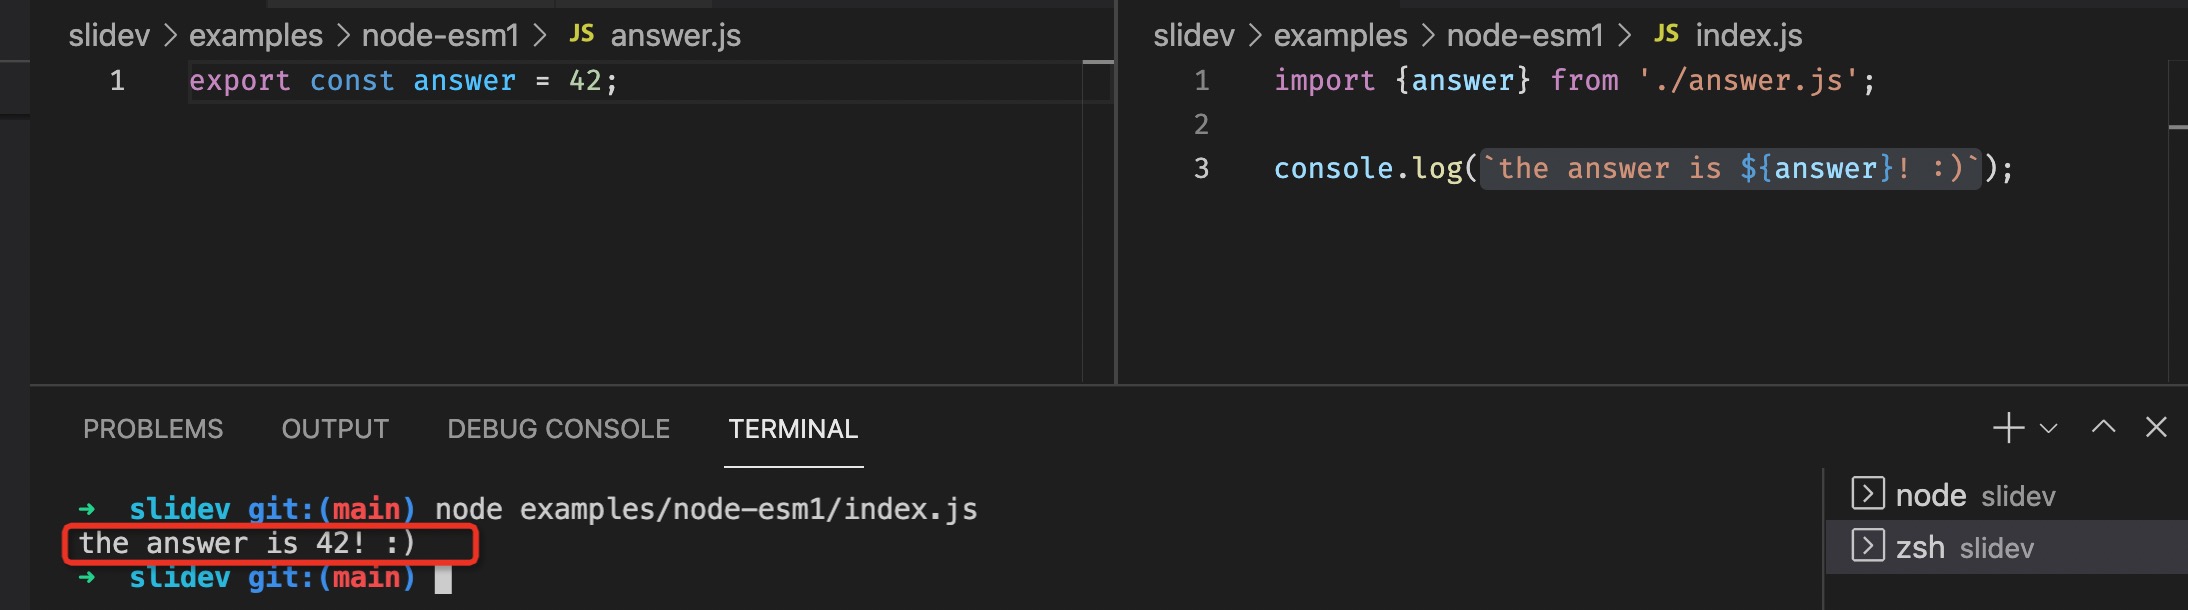 slidev > examples > node-esm1 > JS answer.js
1 export const answer = 42;
slidev > examples > node-esm1 > JS index.js
1 import {answer} from './answer.js';
2
3 console.log(`the answer is ${answer}! :)`);
PROBLEMS OUTPUT DEBUG CONSOLE TERMINAL
➜ slidev git:(main) node examples/node-esm1/index.js
the answer is 42! :)
➜ slidev git:(main)
node slidev
zsh slidev